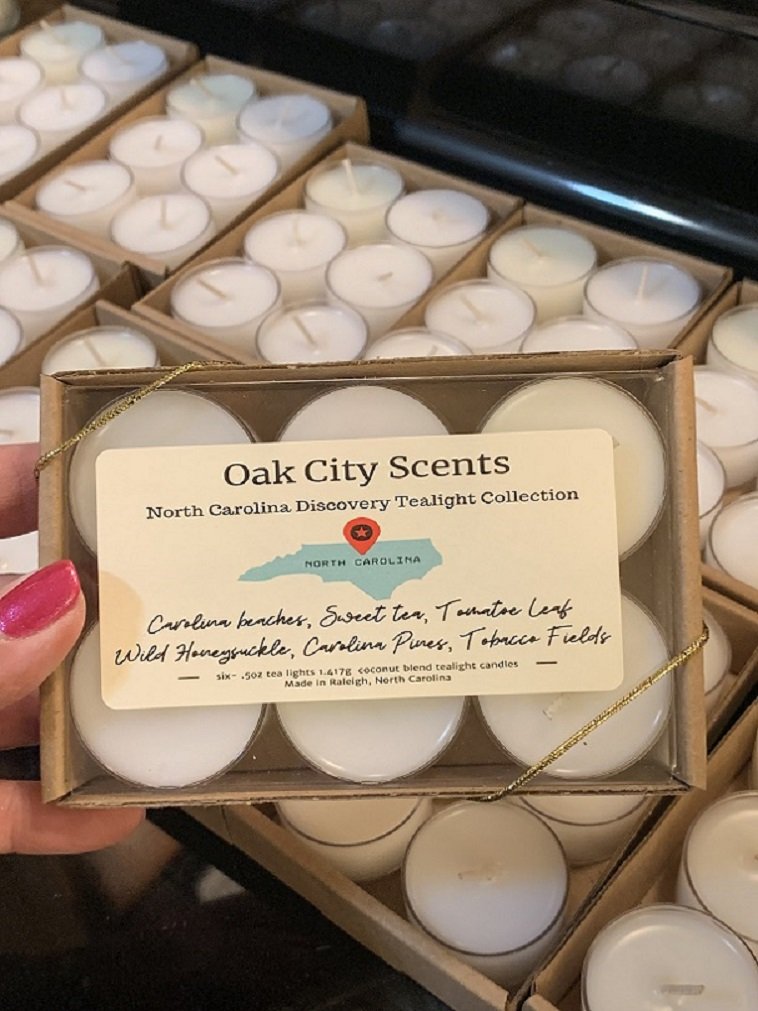 Oak City Scents
North Carolina Discovery Tealight Collection
NORTH CAROLINA
Carolina beaches, Sweet tea, Tomatoe Leaf
Wild Honeysuckle, Carolina Pines, Tobacco Fields
six- .5oz tea lights 1.417g coconut blend tealight candles
Made in Raleigh, North Carolina